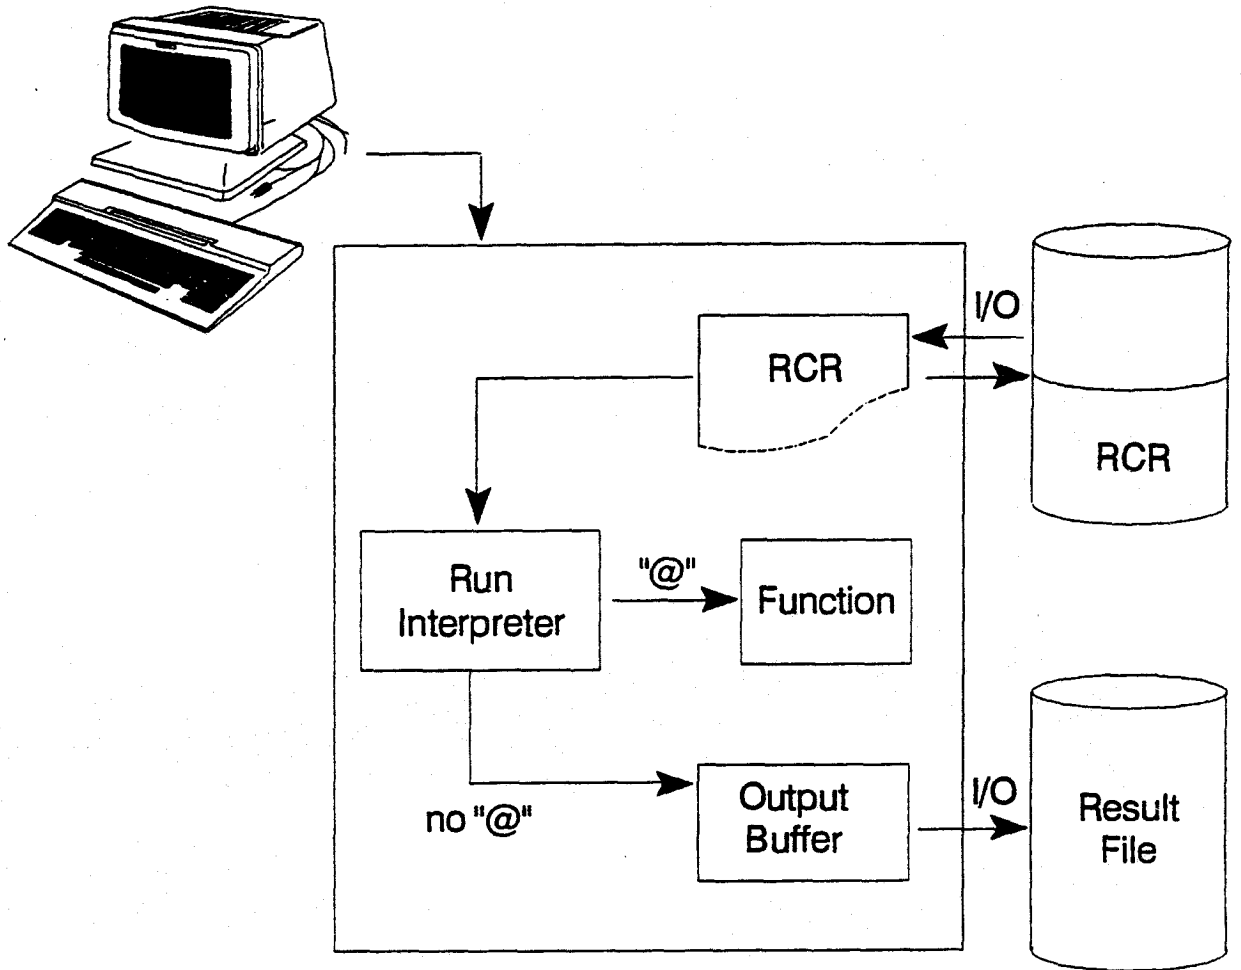 I/O
RCR
RCR
Run
Interpreter
"@"
Function
no "@"
Output
Buffer
I/O
Result
File